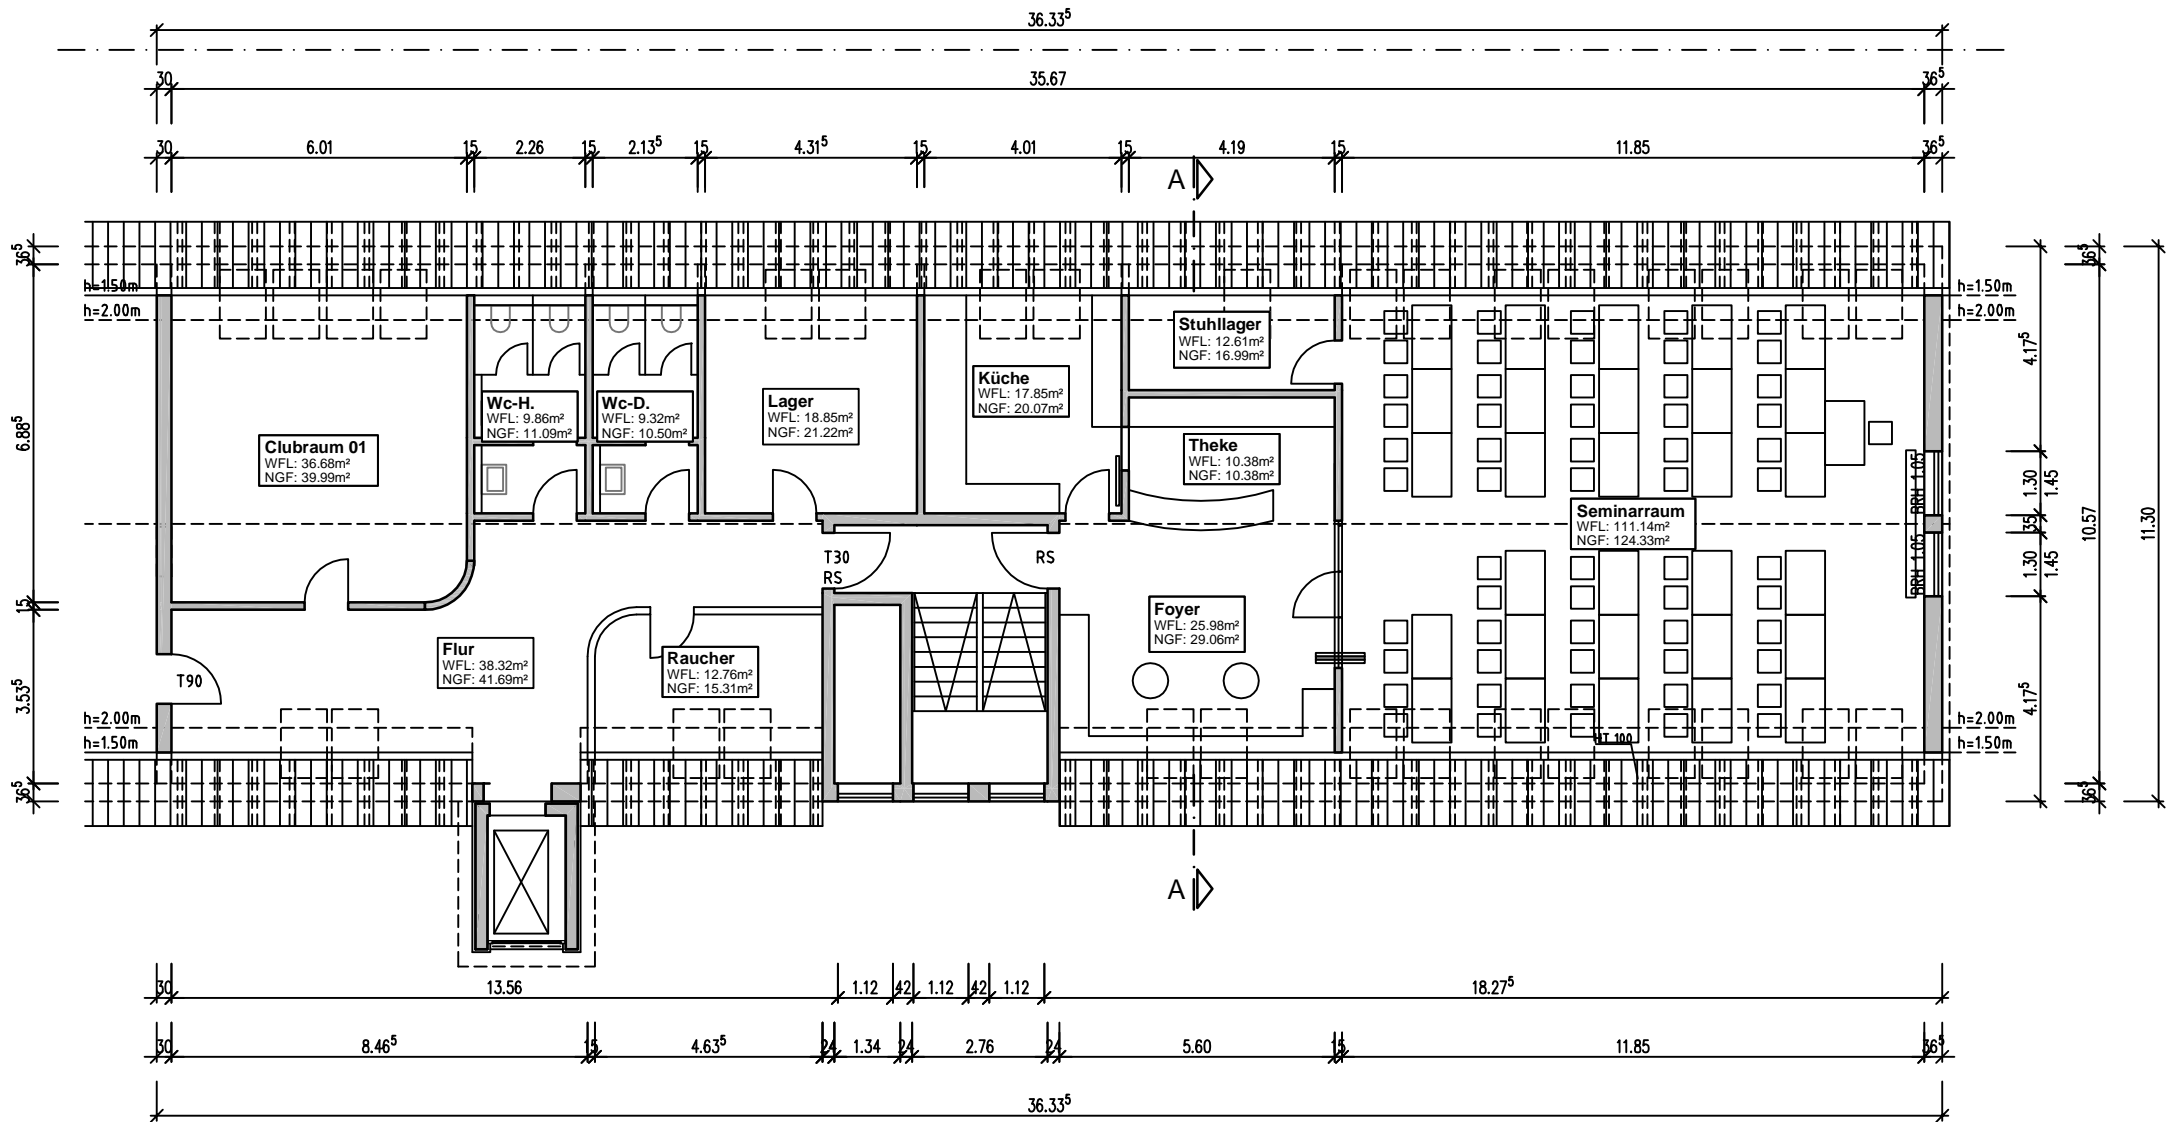 36.33⁵
30 35.67 36⁵
30 6.01 15 2.26 15 2.13⁵ 15 4.31⁵ 15 4.01 15 4.19 15 11.85 36⁵
A
36⁵
36⁵
36⁵
h=1.50m
h=1.50m
h=2.00m
h=2.00m
Stuhllager
WFL: 12.61m²
NGF: 16.99m²
4.17⁵
Küche
WFL: 17.85m²
NGF: 20.07m²
Wc-H.
WFL: 9.86m²
NGF: 11.09m²
Wc-D.
WFL: 9.32m²
NGF: 10.50m²
Lager
WFL: 18.85m²
NGF: 21.22m²
Clubraum 01
WFL: 36.68m²
NGF: 39.99m²
Theke
WFL: 10.38m²
NGF: 10.38m²
6.88⁵
BRH 1.05
1.30
1.45
Seminarraum
WFL: 111.14m²
NGF: 124.33m²
35
10.57
11.30
T30
RS
RS
BRH 1.05
1.30
1.45
15
Foyer
WFL: 25.98m²
NGF: 29.06m²
Flur
WFL: 38.32m²
NGF: 41.69m²
Raucher
WFL: 12.76m²
NGF: 15.31m²
T90
3.53⁵
4.17⁵
h=2.00m
h=2.00m
h=1.50m
h=1.50m
HT 100
36⁵
36⁵
A
30 13.56 1.12 42 1.12 42 1.12 18.27⁵
30 8.46⁵ 15 4.63⁵ 24 1.34 24 2.76 24 5.60 15 11.85 36⁵
36.33⁵